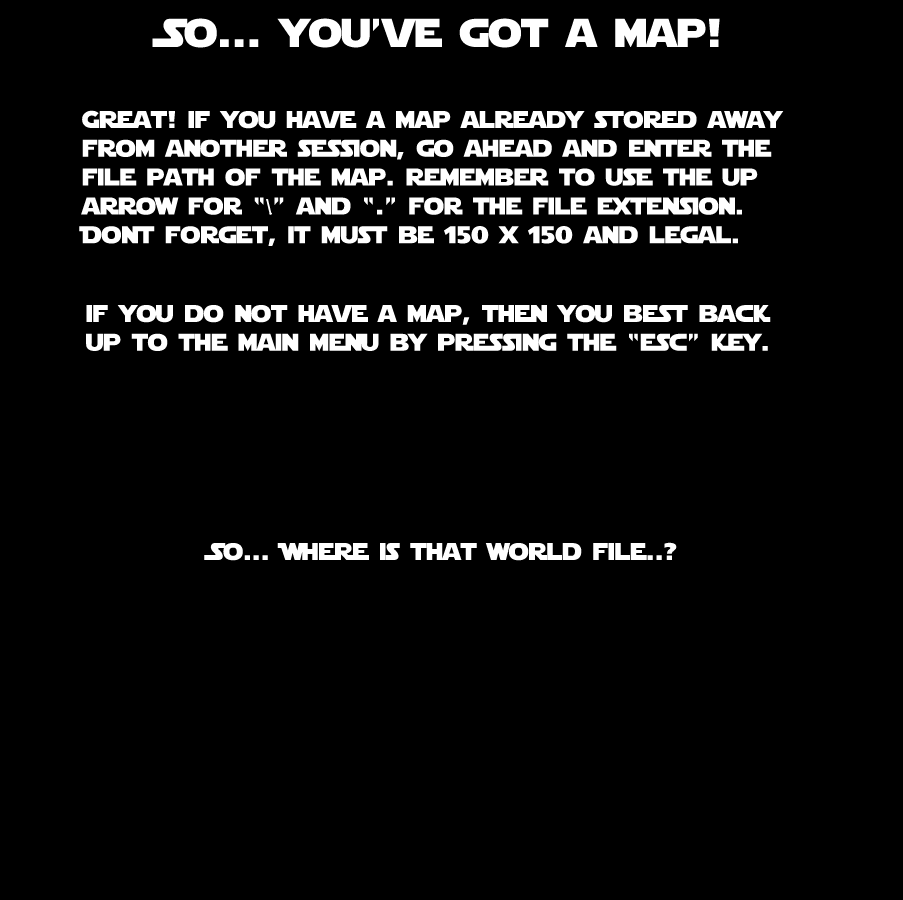 SO... YOU'VE GOT A MAP!
GREAT! IF YOU HAVE A MAP ALREADY STORED AWAY
FROM ANOTHER SESSION, GO AHEAD AND ENTER THE
FILE PATH OF THE MAP. REMEMBER TO USE THE UP
ARROW FOR “\” AND “.” FOR THE FILE EXTENSION.
DONT FORGET, IT MUST BE 150 X 150 AND LEGAL.
IF YOU DO NOT HAVE A MAP, THEN YOU BEST BACK
UP TO THE MAIN MENU BY PRESSING THE “ESC” KEY.
SO... WHERE IS THAT WORLD FILE..?